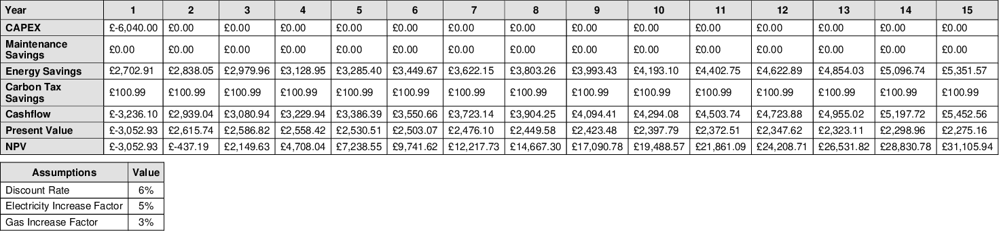 Year 1 2 3 4 5 6 7 8 9 10 11 12 13 14 15
CAPEX £-6,040.00 £0.00 £0.00 £0.00 £0.00 £0.00 £0.00 £0.00 £0.00 £0.00 £0.00 £0.00 £0.00 £0.00 £0.00
Maintenance
Savings £0.00 £0.00 £0.00 £0.00 £0.00 £0.00 £0.00 £0.00 £0.00 £0.00 £0.00 £0.00 £0.00 £0.00 £0.00
Energy Savings £2,702.91 £2,838.05 £2,979.96 £3,128.95 £3,285.40 £3,449.67 £3,622.15 £3,803.26 £3,993.43 £4,193.10 £4,402.75 £4,622.89 £4,854.03 £5,096.74 £5,351.57
Carbon Tax
Savings £100.99 £100.99 £100.99 £100.99 £100.99 £100.99 £100.99 £100.99 £100.99 £100.99 £100.99 £100.99 £100.99 £100.99 £100.99
Cashflow £-3,236.10 £2,939.04 £3,080.94 £3,229.94 £3,386.39 £3,550.66 £3,723.14 £3,904.25 £4,094.41 £4,294.08 £4,503.74 £4,723.88 £4,955.02 £5,197.72 £5,452.56
Present Value £-3,052.93 £2,615.74 £2,586.82 £2,558.42 £2,530.51 £2,503.07 £2,476.10 £2,449.58 £2,423.48 £2,397.79 £2,372.51 £2,347.62 £2,323.11 £2,298.96 £2,275.16
NPV £-3,052.93 £-437.19 £2,149.63 £4,708.04 £7,238.55 £9,741.62 £12,217.73 £14,667.30 £17,090.78 £19,488.57 £21,861.09 £24,208.71 £26,531.82 £28,830.78 £31,105.94
Assumptions Value
Discount Rate 6%
Electricity Increase Factor 5%
Gas Increase Factor 3%